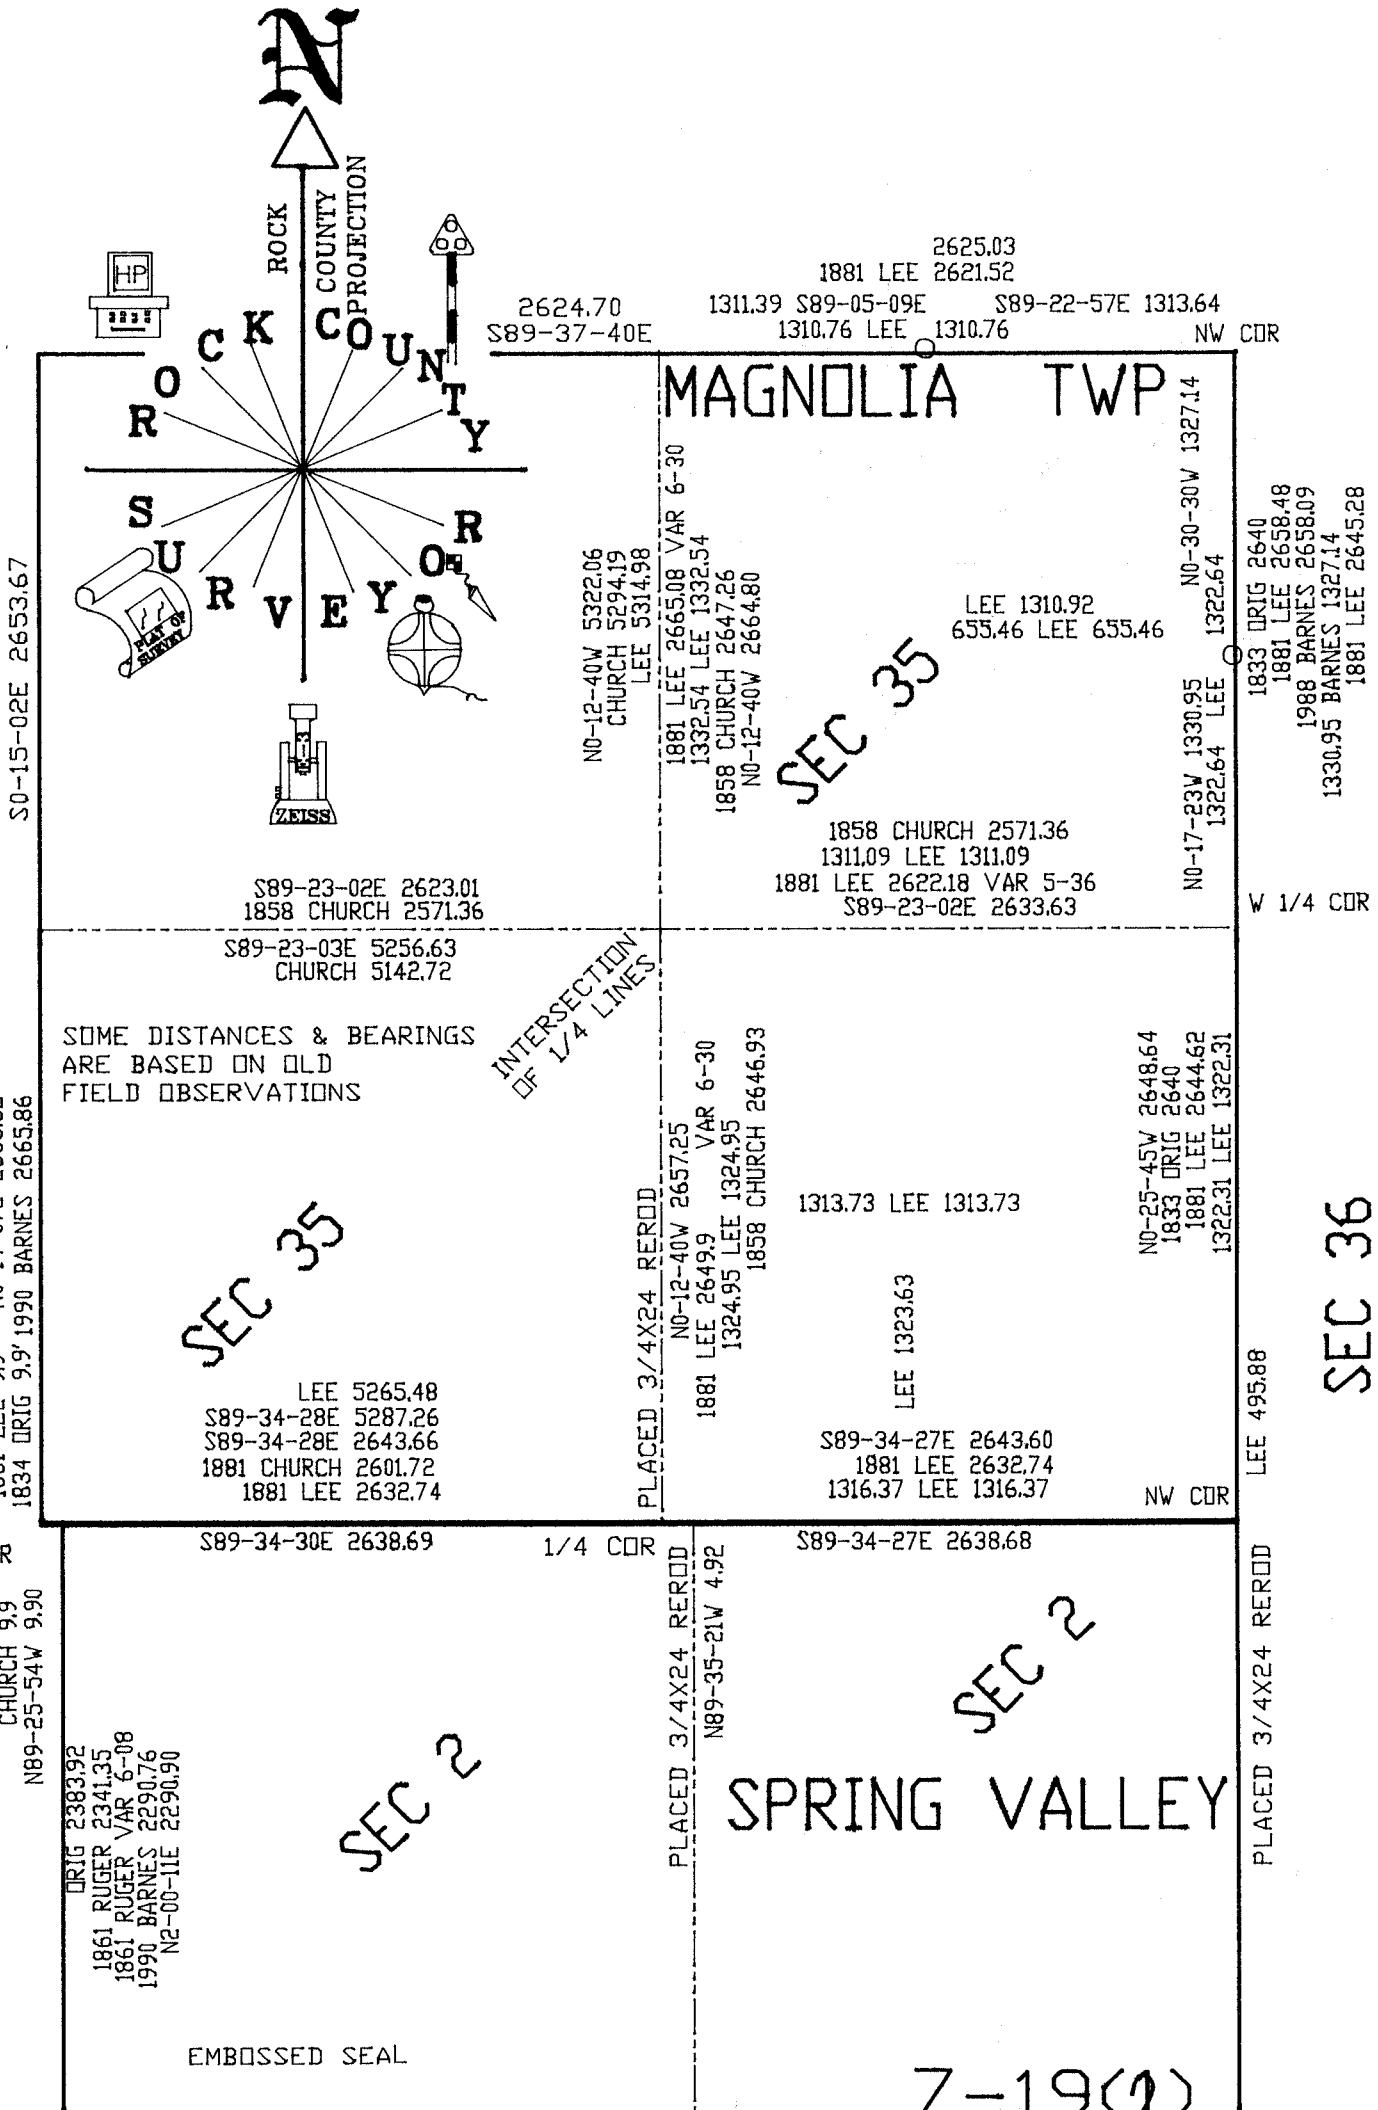 N
ROCK
COUNTY
PROJECTION
HP
ROCK COUNTY
SURVEYOR
PLAT OF
SURVEY
E-3
ZEISS
2624.70
S89-37-40E
2625.03
1881 LEE 2621.52
1311.39 S89-05-09E S89-22-57E 1313.64
1310.76 LEE 1310.76
NW COR
MAGNOLIA TWP
S0-15-02E 2653.67
N0-12-40W 5322.06
CHURCH 5294.19
LEE 5314.98
1881 LEE 2665.08 VAR 6-30
1332.54 LEE 1332.54
1858 CHURCH 2647.26
N0-12-40W 2664.80
LEE 1310.92
655.46 LEE 655.46
SEC 35
N0-30-30W 1327.14
N0-17-23W 1330.95
1322.64 LEE 1322.64
1833 ORIG 2640
1881 LEE 2658.48
1988 BARNES 2658.09
1330.95 BARNES 1327.14
1881 LEE 2645.28
1858 CHURCH 2571.36
1311.09 LEE 1311.09
1881 LEE 2622.18 VAR 5-36
S89-23-02E 2633.63
W 1/4 COR
S89-23-02E 2623.01
1858 CHURCH 2571.36
S89-23-03E 5256.63
CHURCH 5142.72
INTERSECTION
OF 1/4 LINES
SOME DISTANCES & BEARINGS
ARE BASED ON OLD
FIELD OBSERVATIONS
1834 ORIG 9.9' 1990 BARNES 2665.86
SEC 35
PLACED 3/4X24 REROD
N0-12-40W 2657.25
1881 LEE 2649.9 VAR 6-30
1324.95 LEE 1324.95
1858 CHURCH 2646.93
1313.73 LEE 1313.73
LEE 1323.63
N0-25-45W 2648.64
1833 ORIG 2640
1881 LEE 2644.62
1322.31 LEE 1322.31
SEC 36
LEE 495.88
LEE 5265.48
S89-34-28E 5287.26
S89-34-28E 2643.66
1881 CHURCH 2601.72
1881 LEE 2632.74
S89-34-27E 2643.60
1881 LEE 2632.74
1316.37 LEE 1316.37
NW COR
S89-34-30E 2638.69
1/4 COR
S89-34-27E 2638.68
R
CHURCH 9.9
N89-25-54W 9.90
PLACED 3/4X24 REROD
N89-35-21W 4.92
SEC 2
PLACED 3/4X24 REROD
ORIG 2383.92
1861 RUGER 2341.35
1861 RUGER VAR 6-08
1990 BARNES 2290.76
N2-00-11E 2290.90
SEC 2
SPRING VALLEY
EMBOSSED SEAL